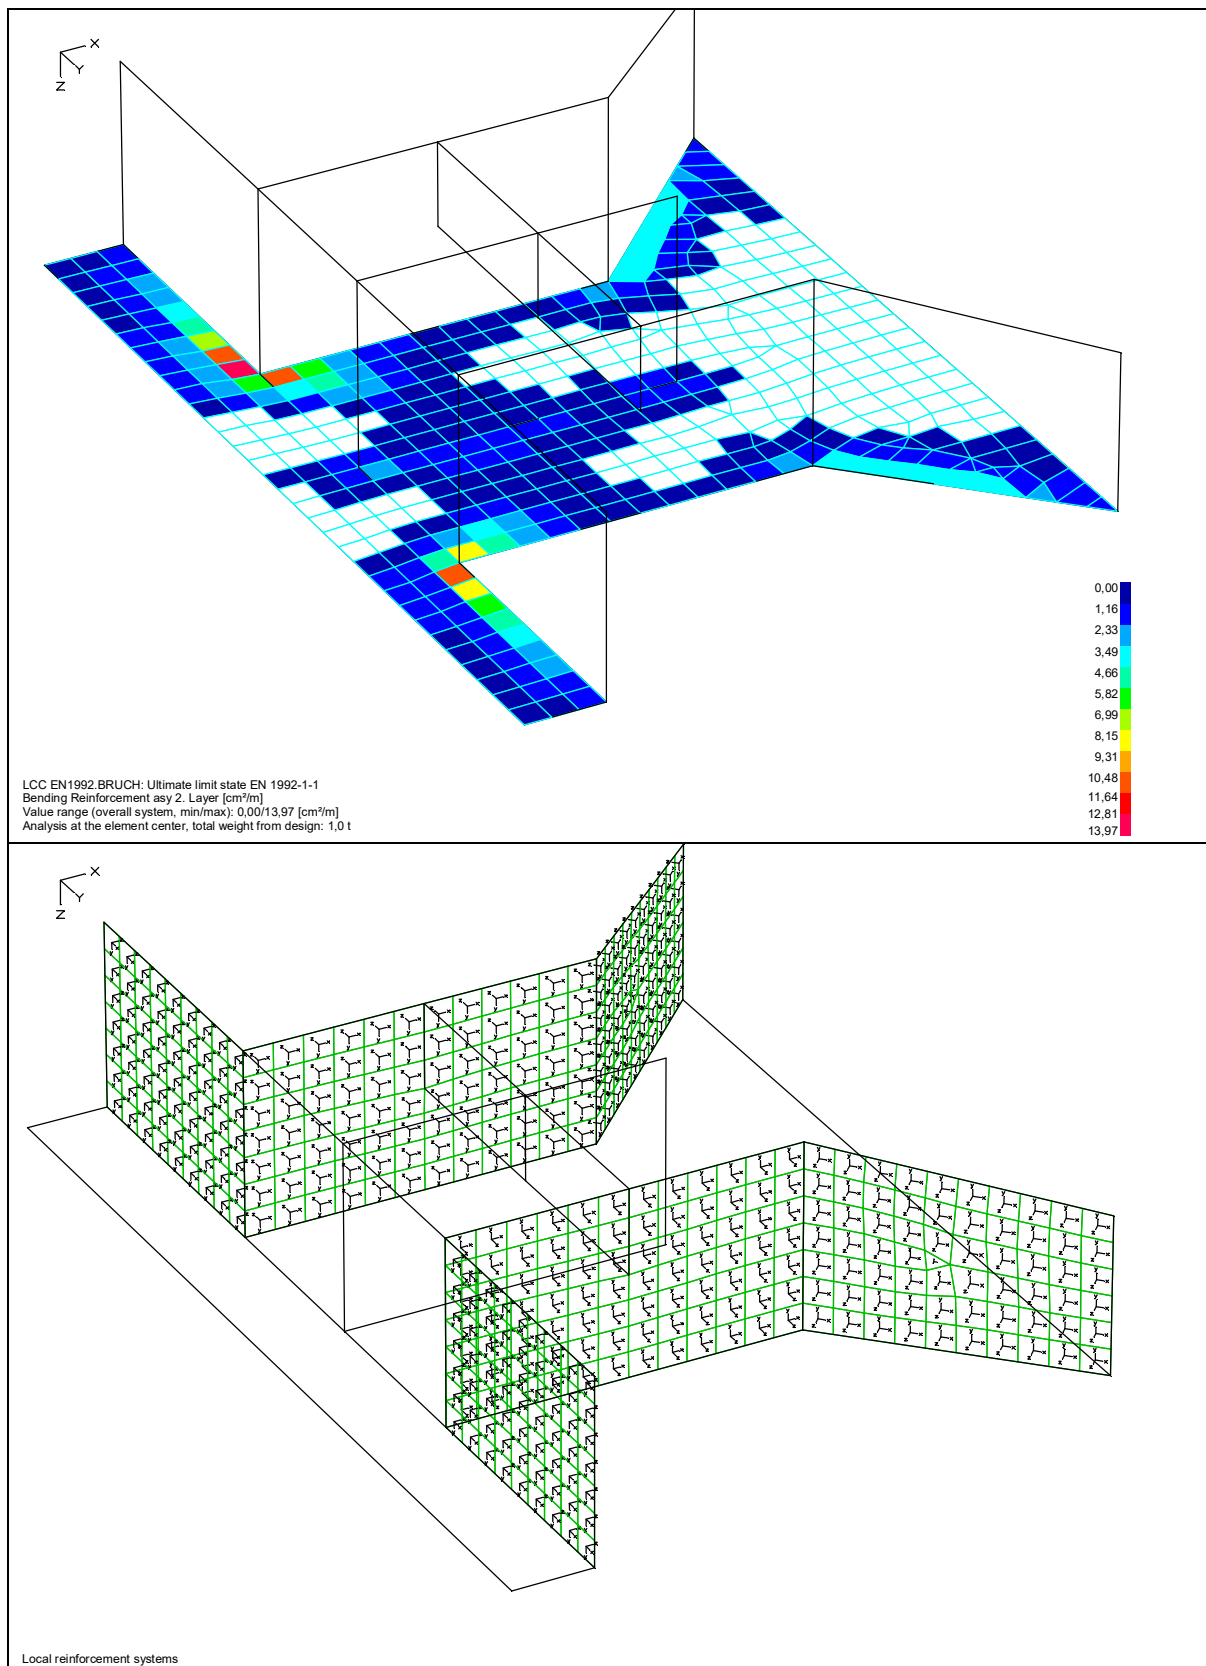 X
Y
Z
0,00
1,16
2,33
3,49
4,66
5,82
6,99
8,15
9,31
10,48
11,64
12,81
13,97
LCC EN1992.BRUCH: Ultimate limit state EN 1992-1-1
Bending Reinforcement asy 2. Layer [cm²/m]
Value range (overall system, min/max): 0,00/13,97 [cm²/m]
Analysis at the element center, total weight from design: 1,0 t
X
Y
Z
Local reinforcement systems